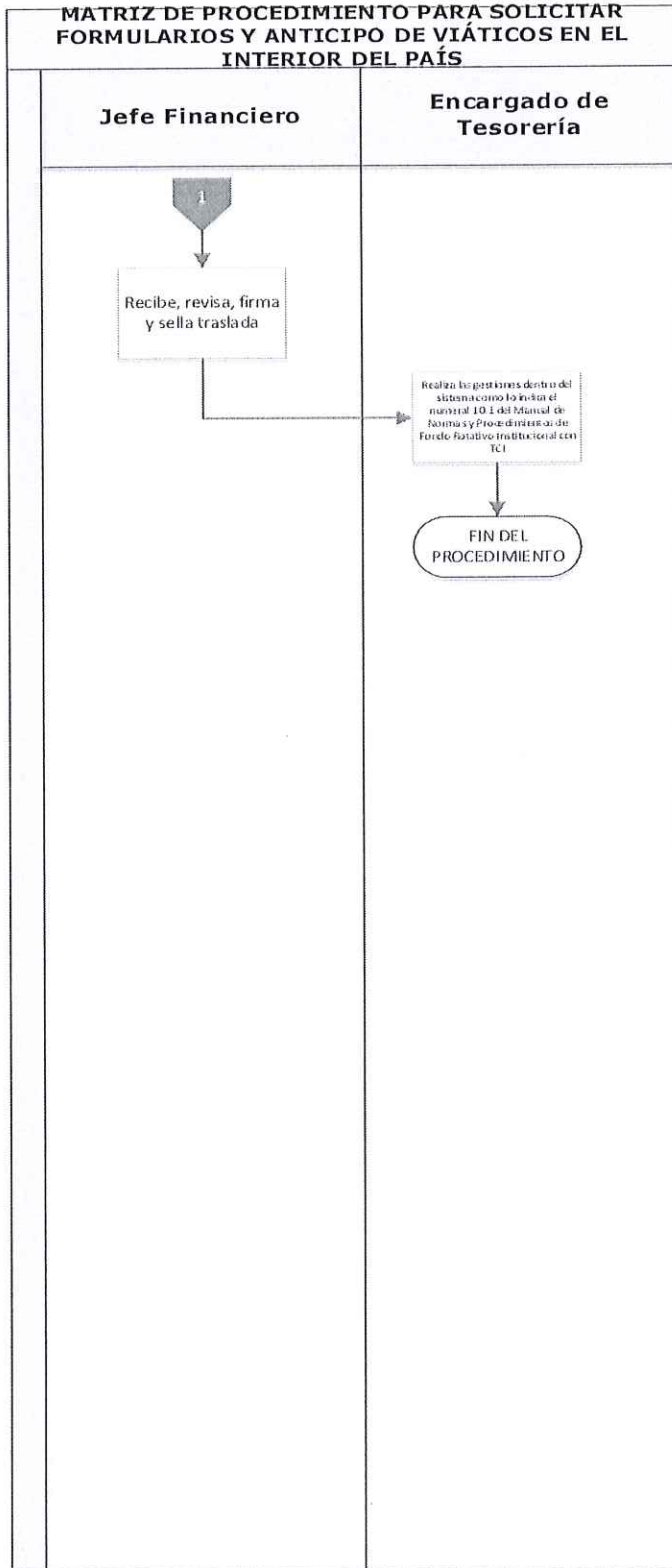 MATRIZ DE PROCEDIMIENTO PARA SOLICITAR
FORMULARIOS Y ANTICIPO DE VIÁTICOS EN EL
INTERIOR DEL PAÍS
Jefe Financiero
Encargado de
Tesorería
1
Recibe, revisa, firma
y sella traslada
Realiza las gestiones dentro del
sistema como lo indica el
numeral 10.1 del Manual de
Normas y Procedimientos de
Fondo Rotativo Institucional con
TCI
FIN DEL
PROCEDIMIENTO